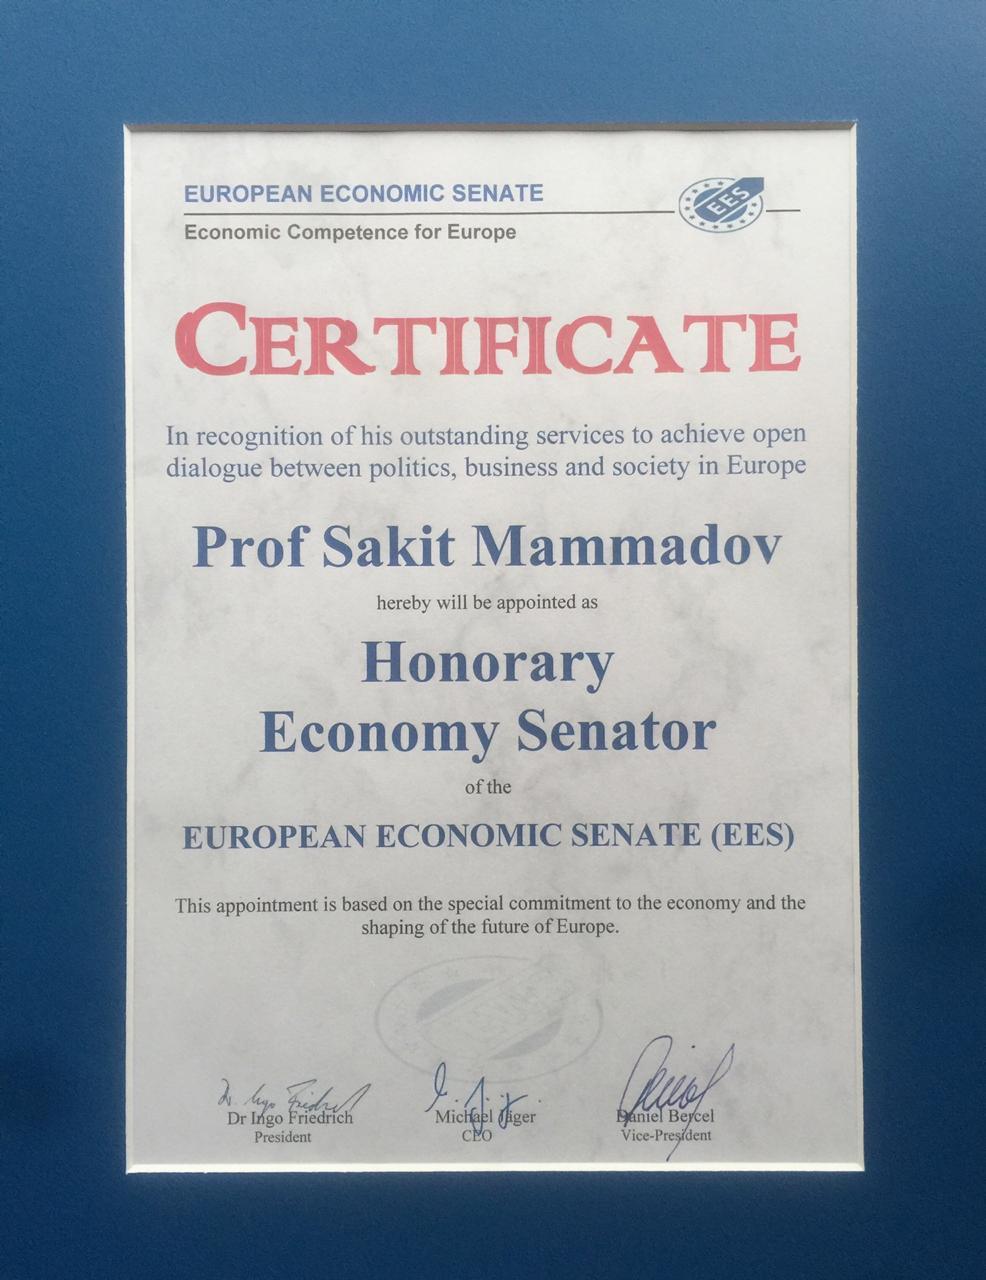 EUROPEAN ECONOMIC SENATE
EES
Economic Competence for Europe
CERTIFICATE
In recognition of his outstanding services to achieve open
dialogue between politics, business and society in Europe
Prof Sakit Mammadov
hereby will be appointed as
Honorary
Economy Senator
of the
EUROPEAN ECONOMIC SENATE (EES)
This appointment is based on the special commitment to the economy and the
shaping of the future of Europe.
Dr Ingo Friedrich
Michael Jäger
Daniel Bercel
President
CEO
Vice-President